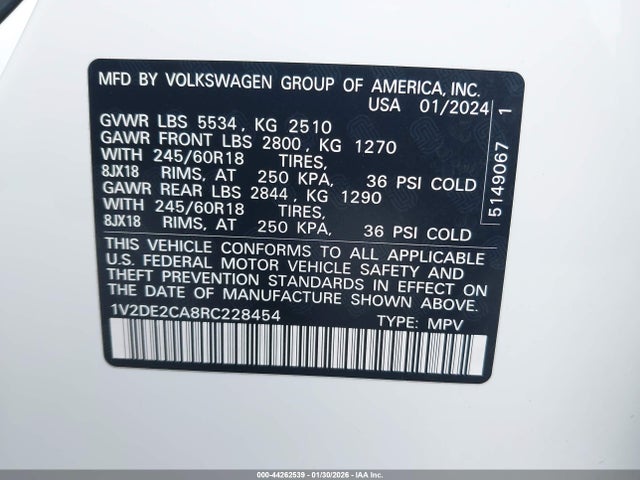 MFD BY VOLKSWAGEN GROUP OF AMERICA, INC.
USA 01/2024
GVWR LBS 5534, KG 2510
GAWR FRONT LBS 2800, KG 1270
WITH 245/60R18 TIRES,
8JX18 RIMS, AT 250 KPA, 36 PSI COLD
GAWR REAR LBS 2844, KG 1290
WITH 245/60R18 TIRES,
8JX18 RIMS, AT 250 KPA, 36 PSI COLD
THIS VEHICLE CONFORMS TO ALL APPLICABLE
U.S. FEDERAL MOTOR VEHICLE SAFETY AND
THEFT PREVENTION STANDARDS IN EFFECT ON THE
DATE OF MANUFACTURE SHOWN ABOVE.
1V2DE2CA8RC228454 TYPE: MPV
5149067 1
000-44262539 - 01/30/2026 - IAA Inc.